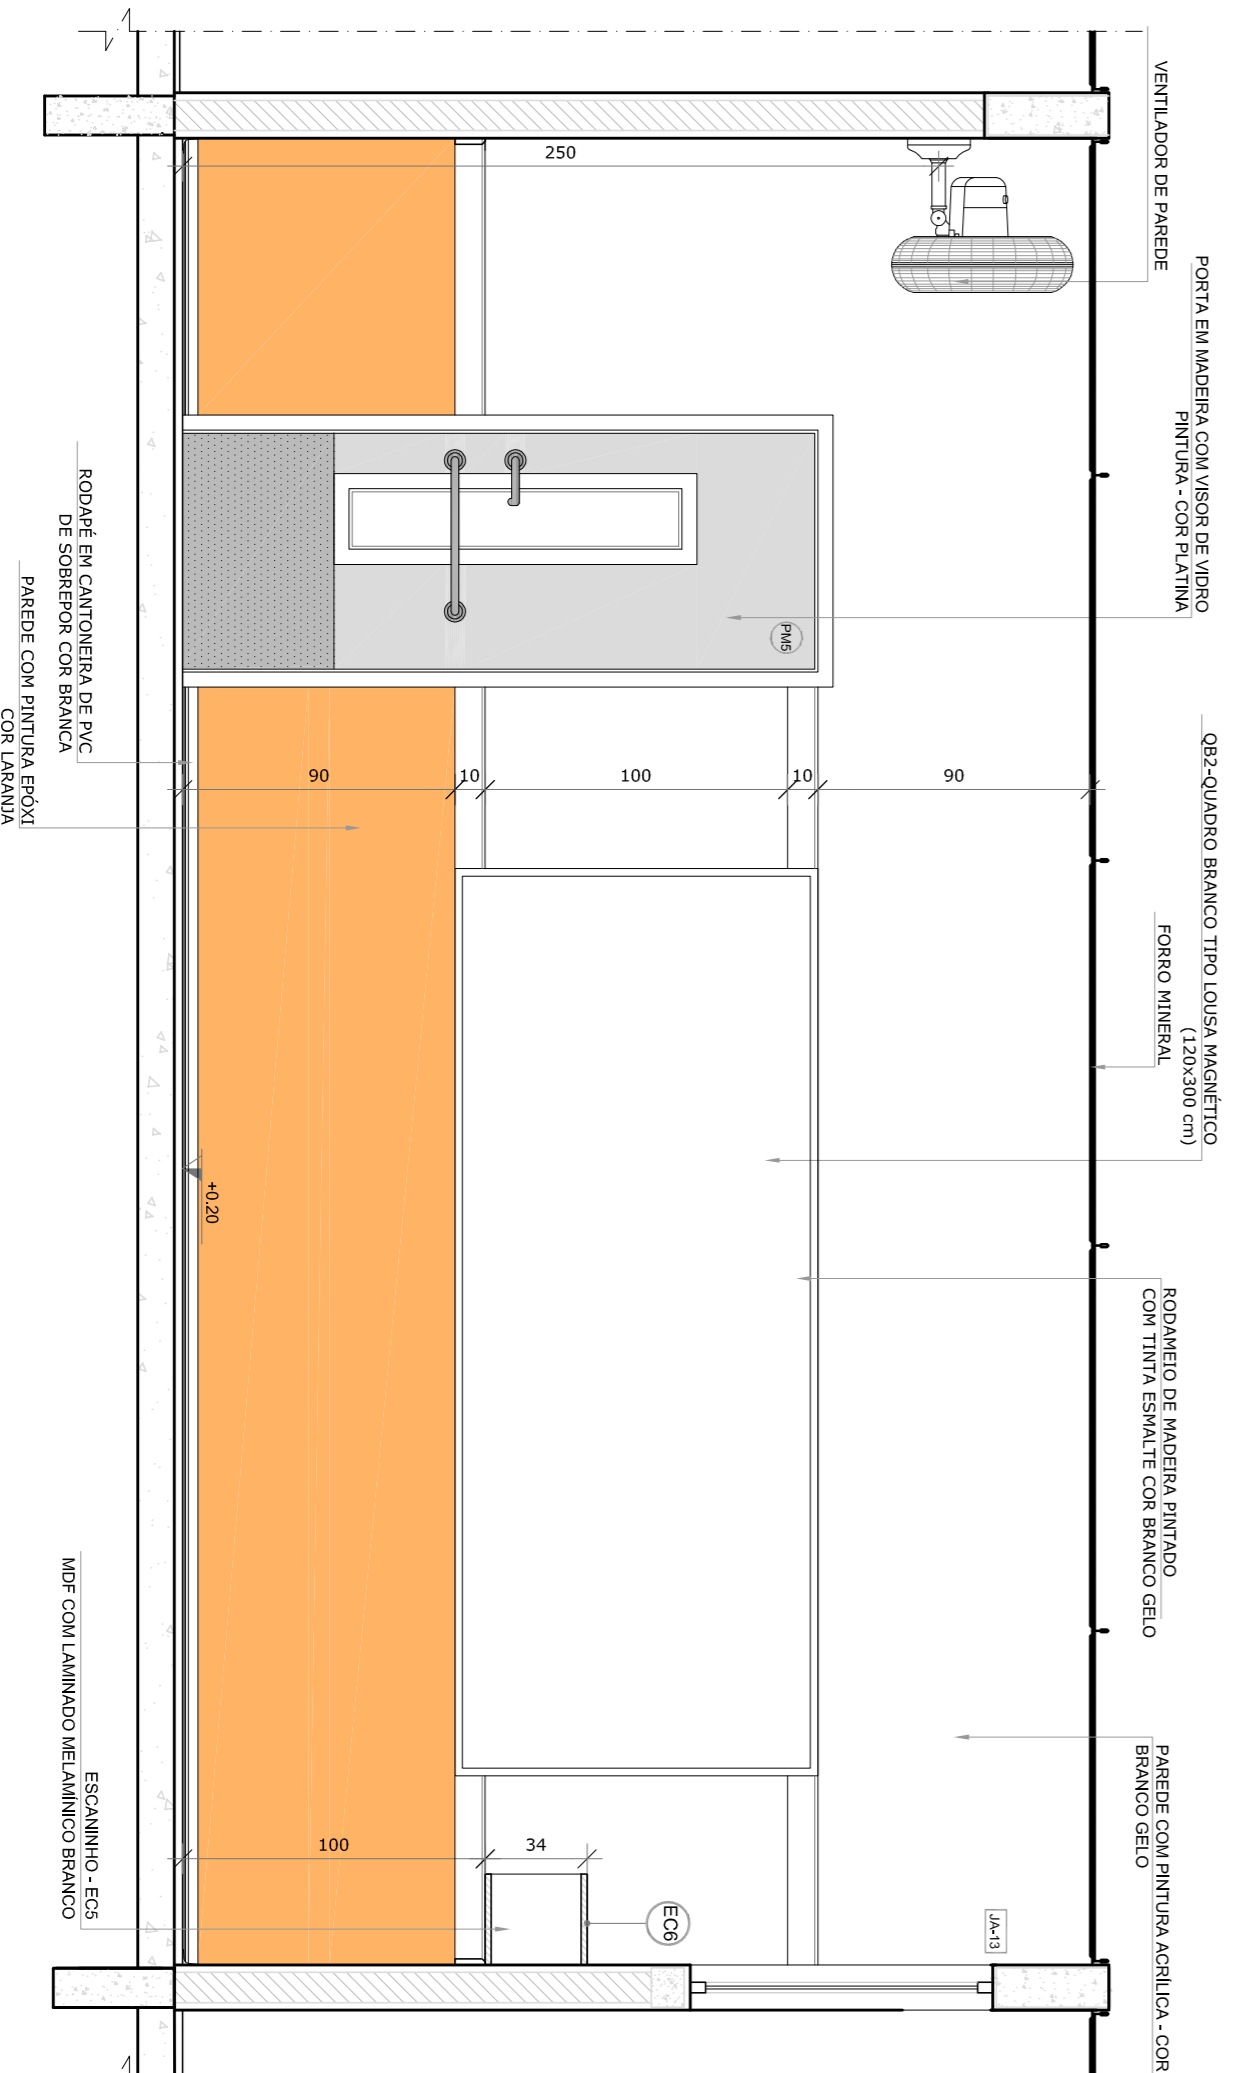 VENTILADOR DE PAREDE
PORTA EM MADEIRA COM VISOR DE VIDRO
PINTURA - COR PLATINA
QB2-QUADRO BRANCO TIPO LOUSA MAGNÉTICO
(120x300 cm)
FORRO MINERAL
RODAMEIO DE MADEIRA PINTADO
COM TINTA ESMALTE COR BRANCO GELO
PAREDE COM PINTURA ACRÍLICA - COR
BRANCO GELO
250
PM5
90
10
100
10
90
JA-13
EC6
34
100
+0.20
RODAPÉ EM CANTONEIRA DE PVC
DE SOBREPOR COR BRANCA
PAREDE COM PINTURA EPÓXI
COR LARANJA
ESCANINHO - EC5
MDF COM LAMINADO MELAMÍNICO BRANCO